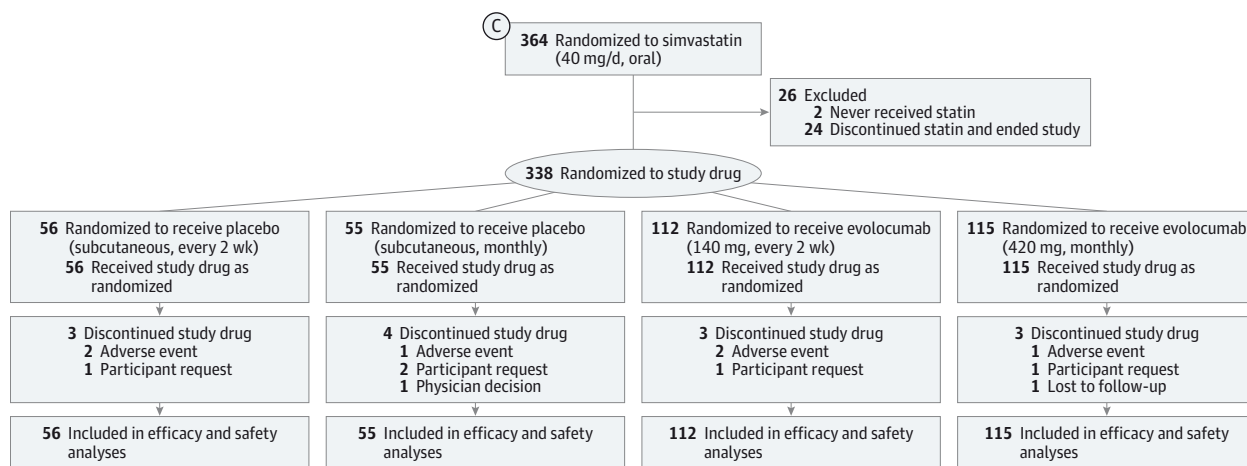 C
364 Randomized to simvastatin
(40 mg/d, oral)
26 Excluded
2 Never received statin
24 Discontinued statin and ended study
338 Randomized to study drug
56 Randomized to receive placebo
(subcutaneous, every 2 wk)
56 Received study drug as
randomized
55 Randomized to receive placebo
(subcutaneous, monthly)
55 Received study drug as
randomized
112 Randomized to receive evolocumab
(140 mg, every 2 wk)
112 Received study drug as
randomized
115 Randomized to receive evolocumab
(420 mg, monthly)
115 Received study drug as
randomized
3 Discontinued study drug
2 Adverse event
1 Participant request
4 Discontinued study drug
1 Adverse event
2 Participant request
1 Physician decision
3 Discontinued study drug
2 Adverse event
1 Participant request
3 Discontinued study drug
1 Adverse event
1 Participant request
1 Lost to follow-up
56 Included in efficacy and safety
analyses
55 Included in efficacy and safety
analyses
112 Included in efficacy and safety
analyses
115 Included in efficacy and safety
analyses